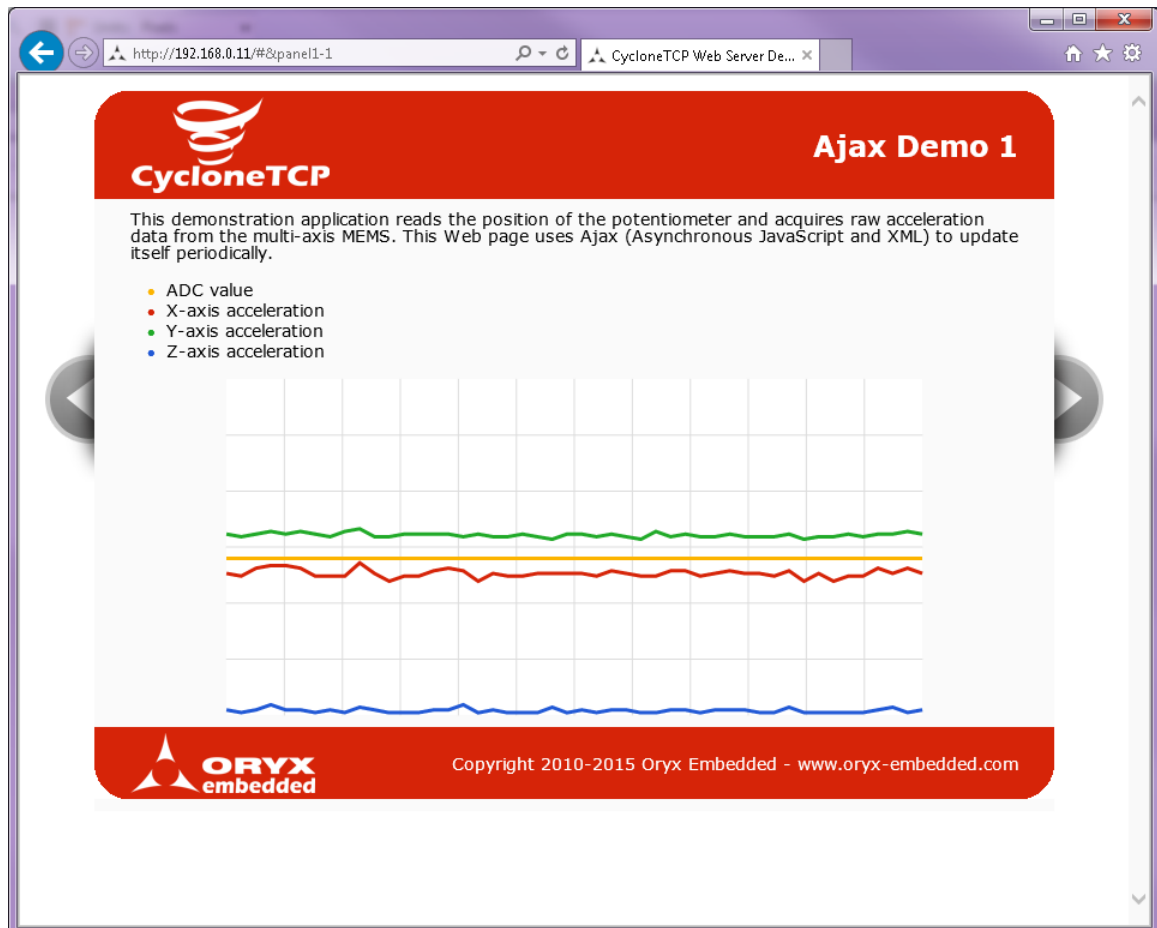 http://192.168.0.11/#&panel1-1
CycloneTCP Web Server De...
CycloneTCP
Ajax Demo 1
This demonstration application reads the position of the potentiometer and acquires raw acceleration
data from the multi-axis MEMS. This Web page uses Ajax (Asynchronous JavaScript and XML) to update
itself periodically.
ADC value
X-axis acceleration
Y-axis acceleration
Z-axis acceleration
ORYX
embedded
Copyright 2010-2015 Oryx Embedded - www.oryx-embedded.com